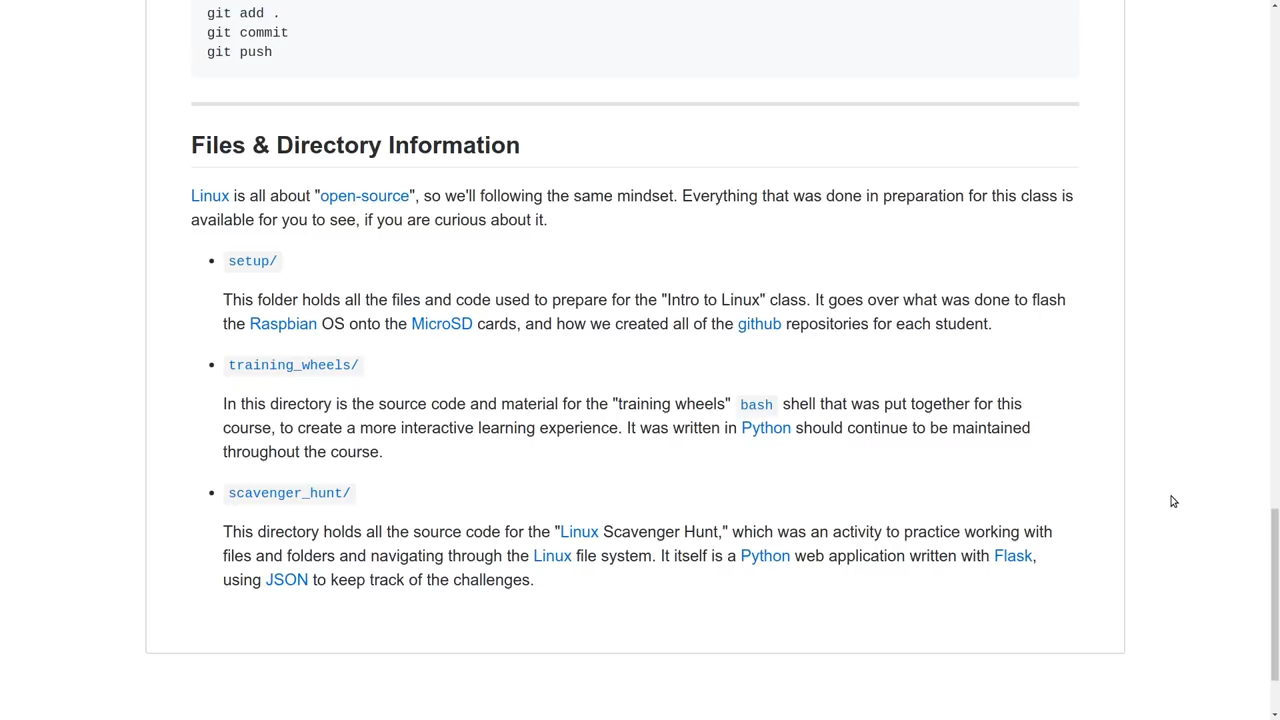 git add .
git commit
git push
Files & Directory Information
Linux is all about "open-source", so we'll following the same mindset. Everything that was done in preparation for this class is
available for you to see, if you are curious about it.
setup/
This folder holds all the files and code used to prepare for the "Intro to Linux" class. It goes over what was done to flash
the Raspbian OS onto the MicroSD cards, and how we created all of the github repositories for each student.
training_wheels/
In this directory is the source code and material for the "training wheels" bash shell that was put together for this
course, to create a more interactive learning experience. It was written in Python should continue to be maintained
throughout the course.
scavenger_hunt/
This directory holds all the source code for the "Linux Scavenger Hunt," which was an activity to practice working with
files and folders and navigating through the Linux file system. It itself is a Python web application written with Flask,
using JSON to keep track of the challenges.